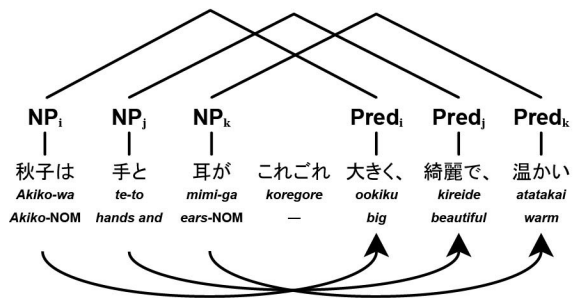 NPi NPj NPk Predi Predj Predk
秋子は 手と 耳が これごれ 大きく、 綺麗で、 温かい
Akiko-wa te-to mimi-ga koregore ookiku kireide atatakai
Akiko-NOM hands and ears-NOM — big beautiful warm